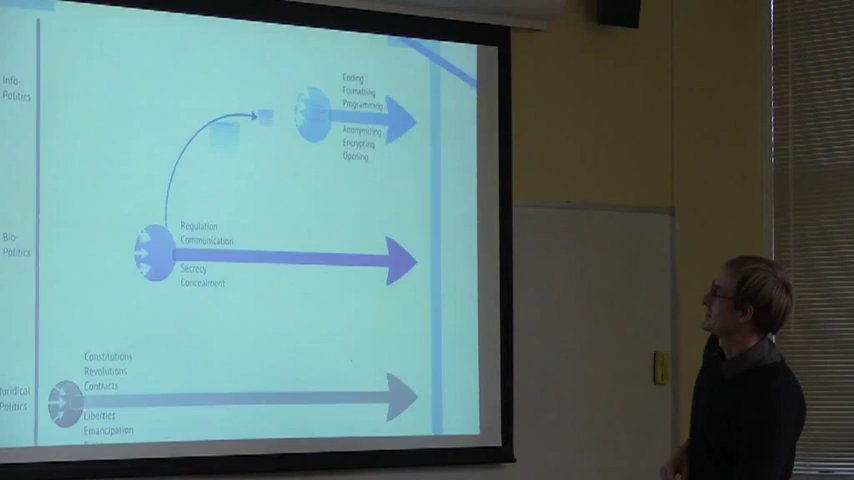 Info-
Politics
Coding
Formatting
Programming
Anonymizing
Encrypting
Opening
Bio-
Politics
Regulation
Communication
Secrecy
Concealment
Juridical
Politics
Constitutions
Revolutions
Contracts
Liberties
Emancipation